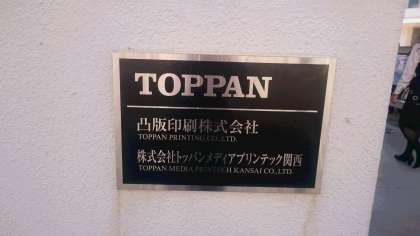 TOPPAN
凸版印刷株式会社
TOPPAN PRINTING CO.,LTD.
株式会社トッパンメディアプリンテック関西
TOPPAN MEDIA PRINTECH KANSAI CO.,LTD.